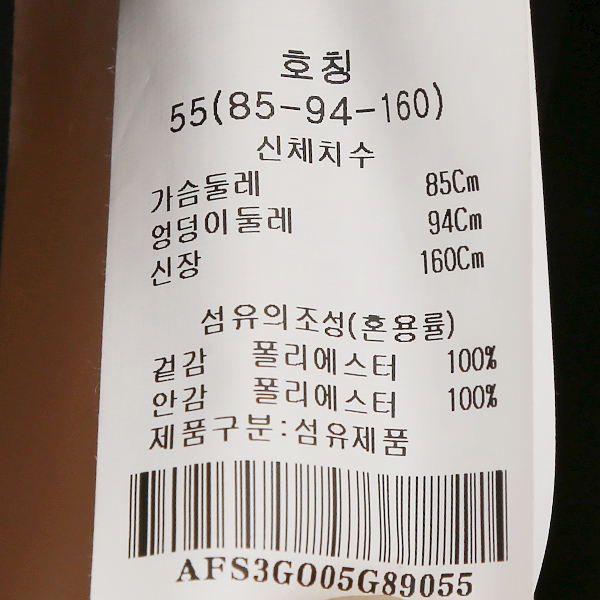 호칭
55(85-94-160)
신체치수
가슴둘레 85Cm
엉덩이둘레 94Cm
신장 160Cm
섬유의조성(혼용률)
겉감 폴리에스터 100%
안감 폴리에스터 100%
제품구분:섬유제품
AFS3GO05G89055